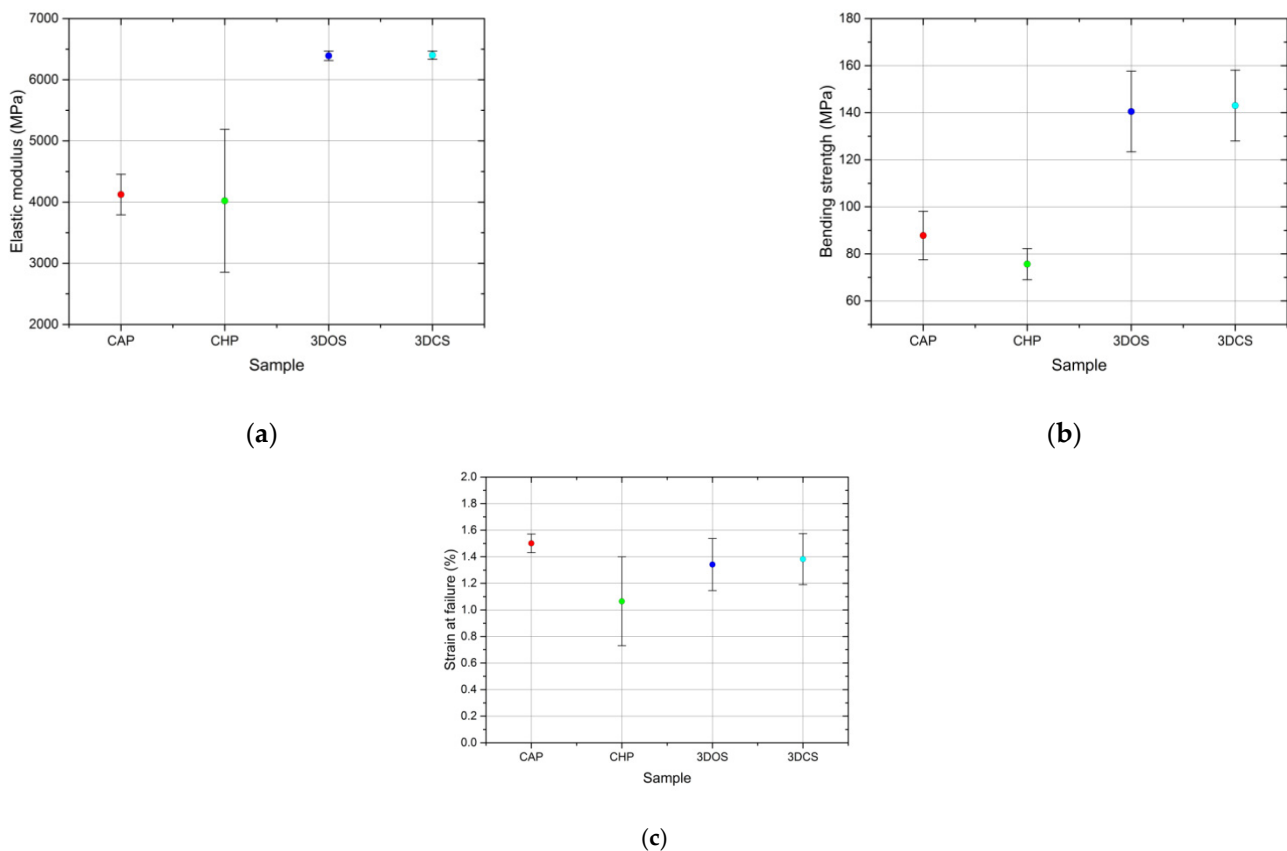 7000
6000
5000
4000
3000
2000
Elastic modulus (MPa)
CAP CHP 3DOS 3DCS
Sample
(a)
180
160
140
120
100
80
60
Bending strentgh (MPa)
CAP CHP 3DOS 3DCS
Sample
(b)
2.0
1.8
1.6
1.4
1.2
1.0
0.8
0.6
0.4
0.2
0.0
Strain at failure (%)
CAP CHP 3DOS 3DCS
Sample
(c)